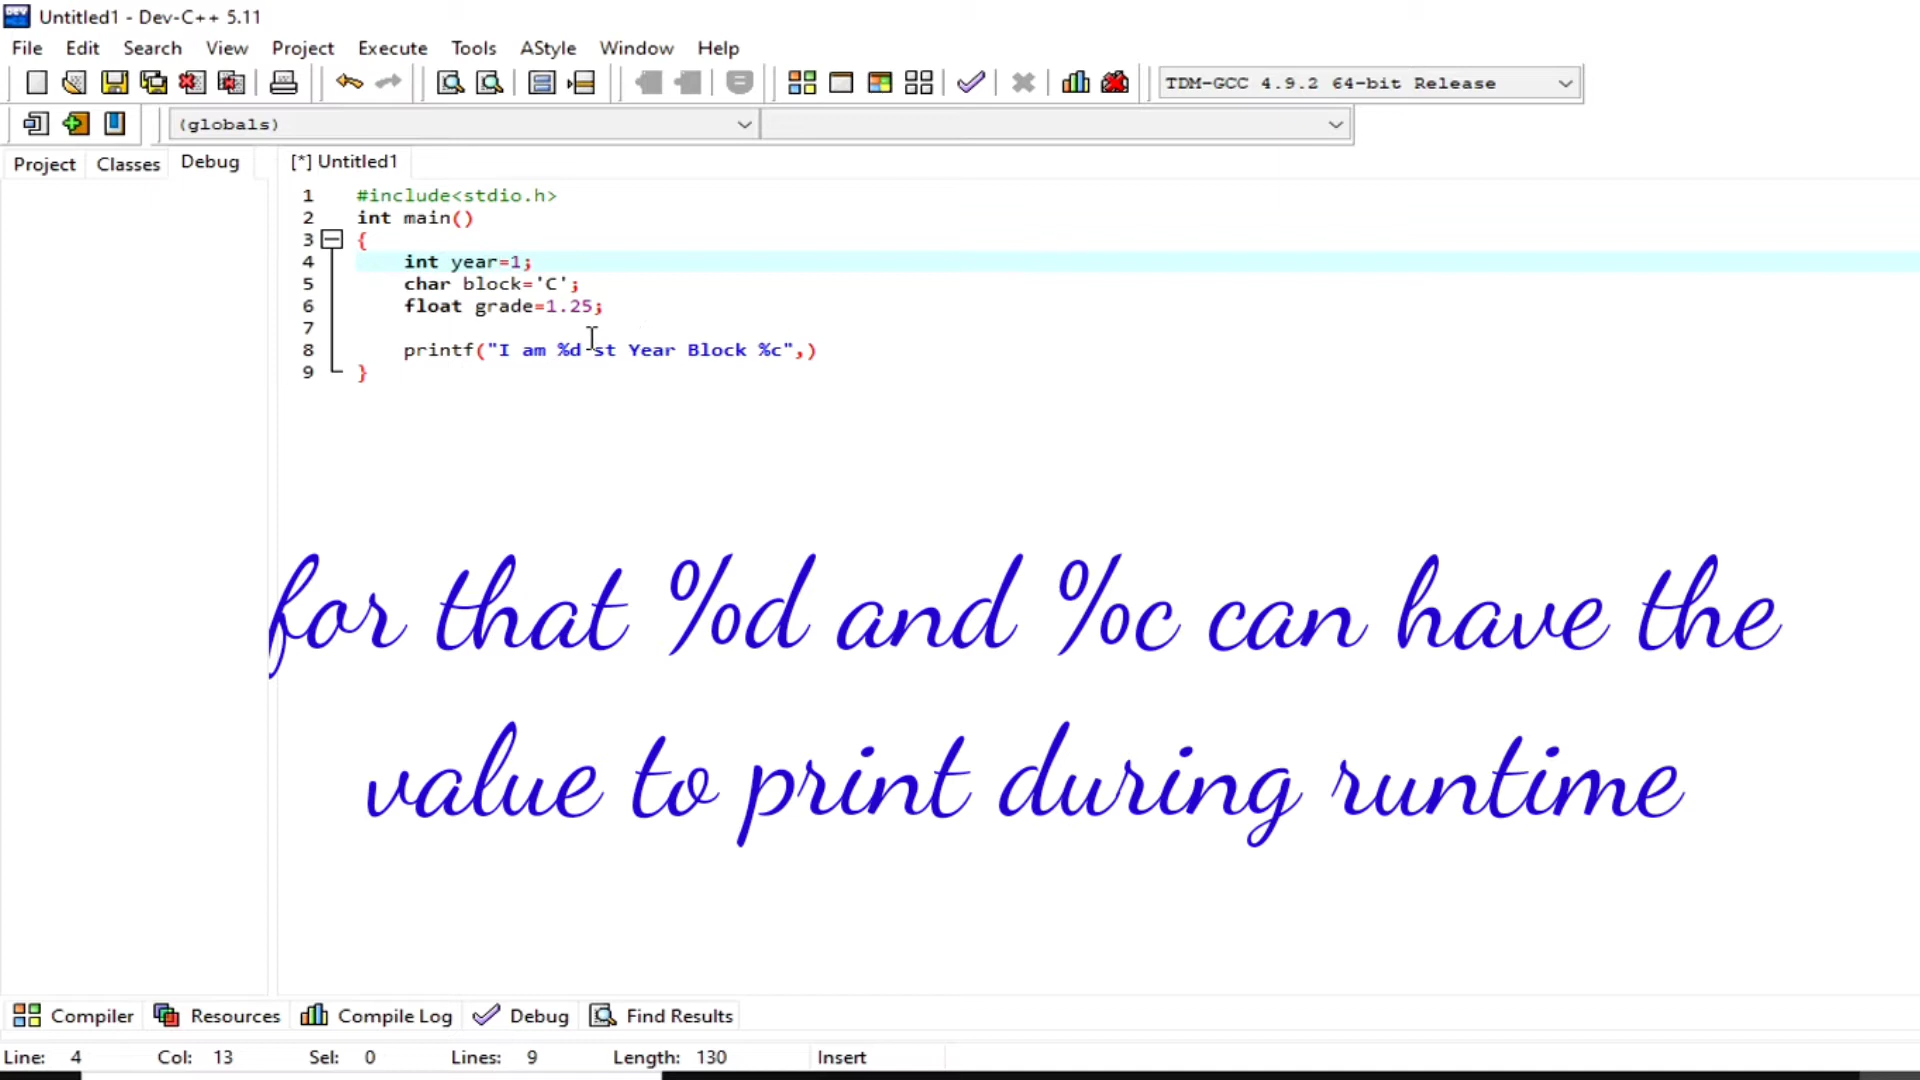 Untitled1 - Dev-C++ 5.11
File Edit Search View Project Execute Tools AStyle Window Help
TDM-GCC 4.9.2 64-bit Release
(globals)
Project Classes Debug [*] Untitled1
1 #include<stdio.h>
2 int main()
3 {
4 int year=1;
5 char block='C';
6 float grade=1.25;
7
8 printf("I am %d st Year Block %c",)
9 }
for that %d and %c can have the
value to print during runtime
Compiler Resources Compile Log Debug Find Results
Line: 4 Col: 13 Sel: 0 Lines: 9 Length: 130 Insert